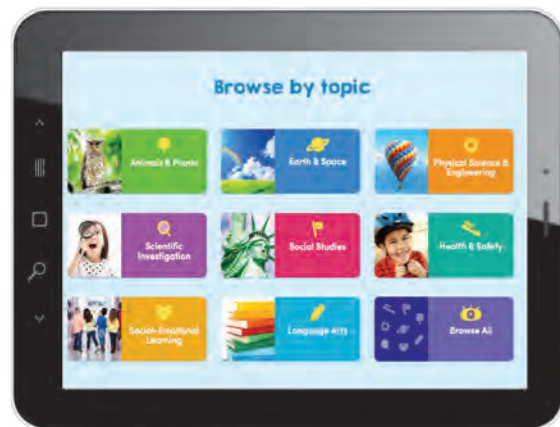 Browse by topic
Animals & Plants
Earth & Space
Physical Science &
Engineering
Scientific
Investigation
Social Studies
Health & Safety
Social-Emotional
Learning
Language Arts
Browse All